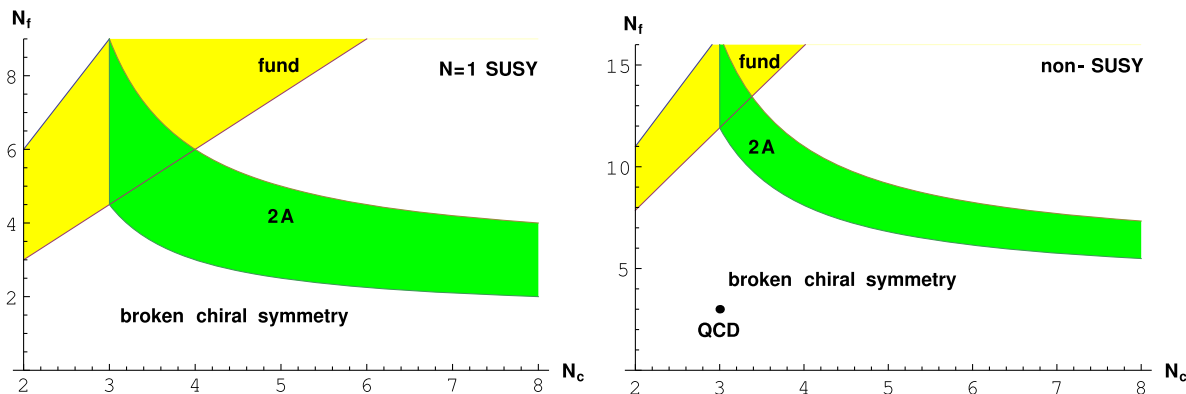 N_f
8
6
4
2
2 3 4 5 6 7 8
N_c
fund
N=1 SUSY
2A
broken chiral symmetry
N_f
15
10
5
2 3 4 5 6 7 8
N_c
fund
non- SUSY
2A
broken chiral symmetry
QCD